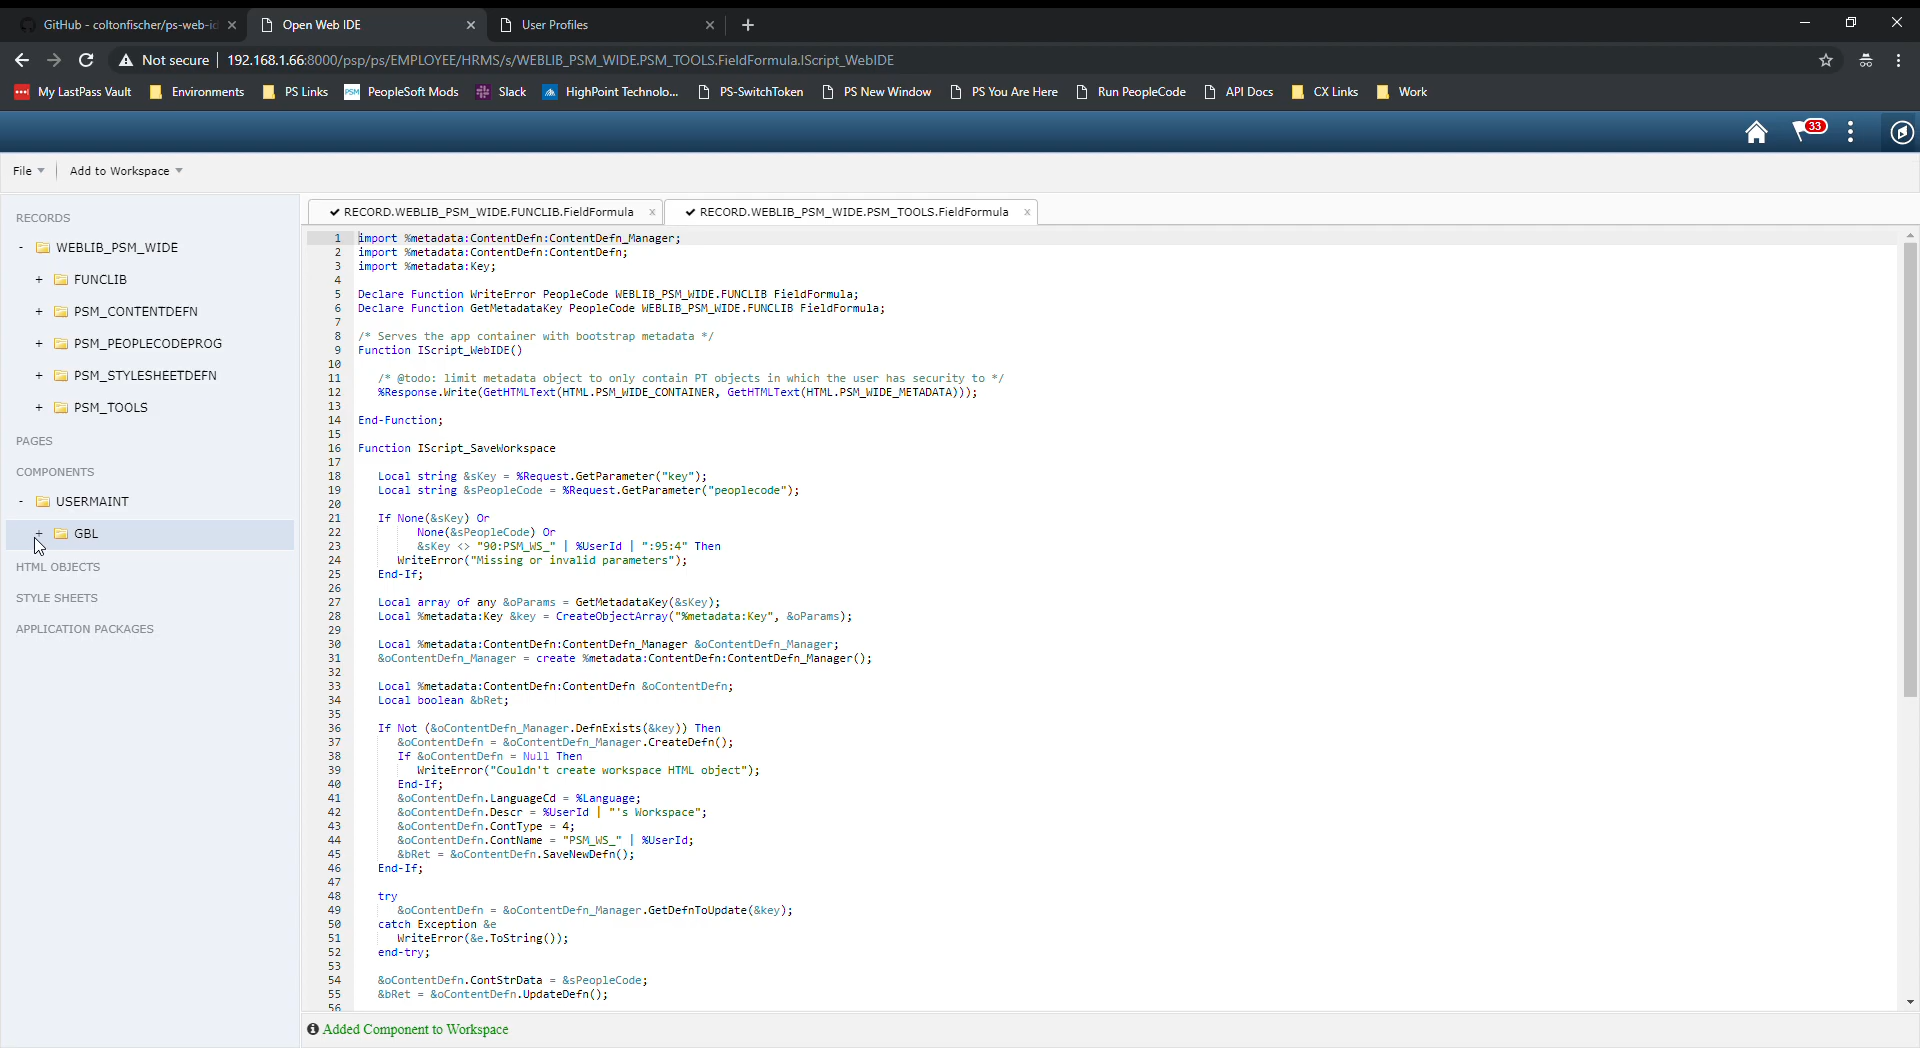 GitHub - coltonfischer/ps-web-id
Open Web IDE
User Profiles
Not secure
192.168.1.66:8000/psp/ps/EMPLOYEE/HRMS/s/WEBLIB_PSM_WIDE.PSM_TOOLS.FieldFormula.IScript_WebIDE
My LastPass Vault
Environments
PS Links
PSM PeopleSoft Mods
Slack
HighPoint Technolo...
PS-SwitchToken
PS New Window
PS You Are Here
Run PeopleCode
API Docs
CX Links
Work
33
File
Add to Workspace
RECORDS
- WEBLIB_PSM_WIDE
+ FUNCLIB
+ PSM_CONTENTDEFN
+ PSM_PEOPLECODEPROG
+ PSM_STYLESHEETDEFN
+ PSM_TOOLS
PAGES
COMPONENTS
- USERMAINT
+ GBL
HTML OBJECTS
STYLE SHEETS
APPLICATION PACKAGES
RECORD.WEBLIB_PSM_WIDE.FUNCLIB.FieldFormula x
RECORD.WEBLIB_PSM_WIDE.PSM_TOOLS.FieldFormula x
1 import %metadata:ContentDefn:ContentDefn_Manager;
2 import %metadata:ContentDefn:ContentDefn;
3 import %metadata:Key;
4
5 Declare Function WriteError PeopleCode WEBLIB_PSM_WIDE.FUNCLIB FieldFormula;
6 Declare Function GetMetadataKey PeopleCode WEBLIB_PSM_WIDE.FUNCLIB FieldFormula;
7
8 /* Serves the app container with bootstrap metadata */
9 Function IScript_WebIDE()
10
11 /* @todo: limit metadata object to only contain PT objects in which the user has security to */
12 %Response.Write(GetHTMLText(HTML.PSM_WIDE_CONTAINER, GetHTMLText(HTML.PSM_WIDE_METADATA)));
13
14 End-Function;
15
16 Function IScript_SaveWorkspace
17
18 Local string &sKey = %Request.GetParameter("key");
19 Local string &sPeopleCode = %Request.GetParameter("peoplecode");
20
21 If None(&sKey) Or
22 None(&sPeopleCode) Or
23 &sKey <> "90:PSM_WS_" | %UserId | ":95:4" Then
24 WriteError("Missing or invalid parameters");
25 End-If;
26
27 Local array of any &oParams = GetMetadataKey(&sKey);
28 Local %metadata:Key &key = CreateObjectArray("%metadata:Key", &oParams);
29
30 Local %metadata:ContentDefn:ContentDefn_Manager &oContentDefn_Manager;
31 &oContentDefn_Manager = create %metadata:ContentDefn:ContentDefn_Manager();
32
33 Local %metadata:ContentDefn:ContentDefn &oContentDefn;
34 Local boolean &bRet;
35
36 If Not (&oContentDefn_Manager.DefnExists(&key)) Then
37 &oContentDefn = &oContentDefn_Manager.CreateDefn();
38 If &oContentDefn = Null Then
39 WriteError("Couldn't create workspace HTML object");
40 End-If;
41 &oContentDefn.LanguageCd = %Language;
42 &oContentDefn.Descr = %UserId | "'s Workspace";
43 &oContentDefn.ContType = 4;
44 &oContentDefn.ContName = "PSM_WS_" | %UserId;
45 &bRet = &oContentDefn.SaveNewDefn();
46 End-If;
47
48 try
49 &oContentDefn = &oContentDefn_Manager.GetDefnToUpdate(&key);
50 catch Exception &e
51 WriteError(&e.ToString());
52 end-try;
53
54 &oContentDefn.ContStrData = &sPeopleCode;
55 &bRet = &oContentDefn.UpdateDefn();
56
Added Component to Workspace